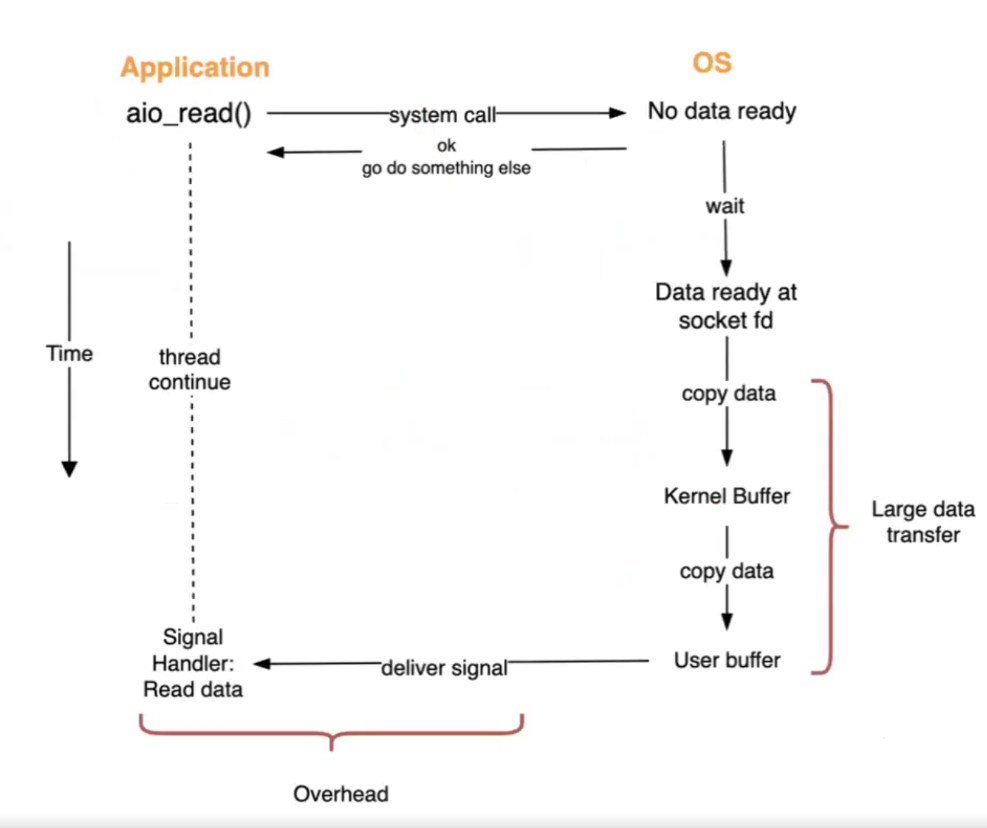 Application
OS
aio_read()
system call
No data ready
ok
go do something else
wait
Data ready at
socket fd
Time
thread
continue
copy data
Kernel Buffer
Large data
transfer
copy data
Signal
Handler:
Read data
deliver signal
User buffer
Overhead